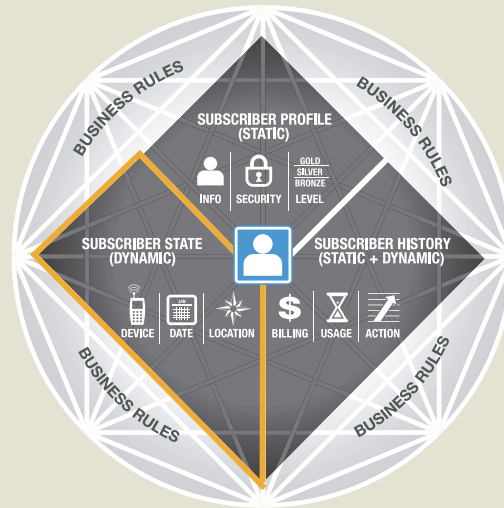 BUSINESS RULES
BUSINESS RULES
SUBSCRIBER PROFILE
(STATIC)
GOLD
SILVER
BRONZE
INFO
SECURITY
LEVEL
SUBSCRIBER STATE
(DYNAMIC)
SUBSCRIBER HISTORY
(STATIC + DYNAMIC)
JAN
DEVICE
DATE
LOCATION
$
BILLING
USAGE
ACTION
BUSINESS RULES
BUSINESS RULES